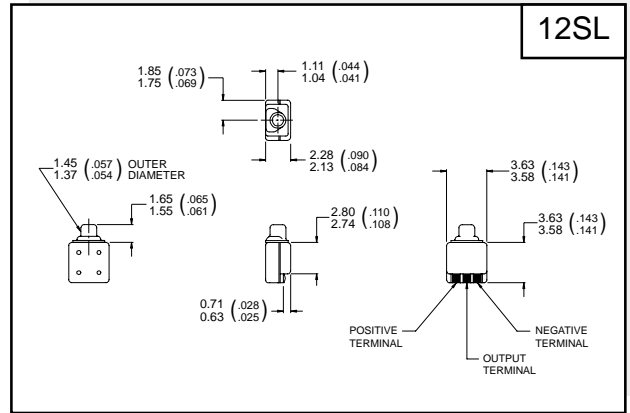 12SL
1.85 (.073
1.75 .069)
1.11 (.044
1.04 .041)
2.28 (.090
2.13 .084)
1.45 (.057 OUTER
1.37 .054) DIAMETER
1.65 (.065
1.55 .061)
2.80 (.110
2.74 .108)
0.71 (.028
0.63 .025)
3.63 (.143
3.58 .141)
3.63 (.143
3.58 .141)
POSITIVE
TERMINAL
OUTPUT
TERMINAL
NEGATIVE
TERMINAL